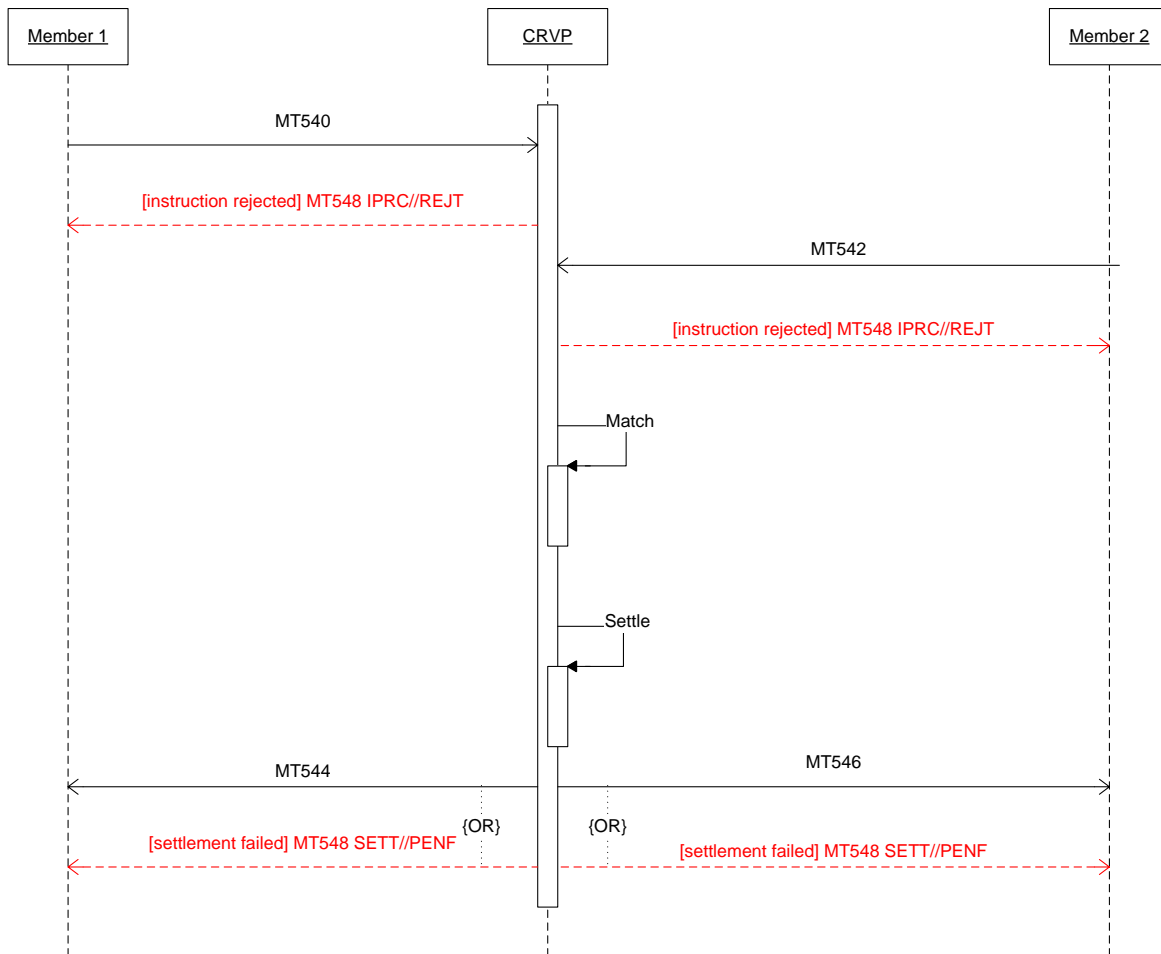 Member 1
CRVP
Member 2
MT540
[instruction rejected] MT548 IPRC//REJT
MT542
[instruction rejected] MT548 IPRC//REJT
Match
Settle
MT544
MT546
{OR}
{OR}
[settlement failed] MT548 SETT//PENF
[settlement failed] MT548 SETT//PENF